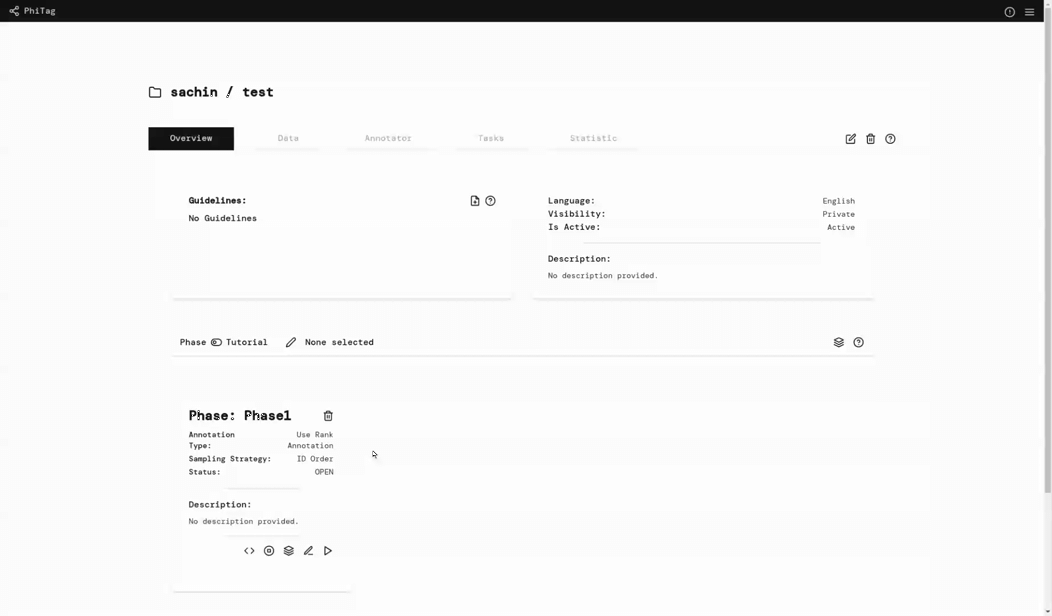 PhiTag
sachin / test
Overview Data Annotator Tasks Statistic
Guidelines:
No Guidelines
Language: English
Visibility: Private
Is Active: Active
Description:
No description provided.
Phase Tutorial None selected
Phase: Phase1
Annotation Type: Use Rank Annotation
Sampling Strategy: ID Order
Status: OPEN
Description:
No description provided.